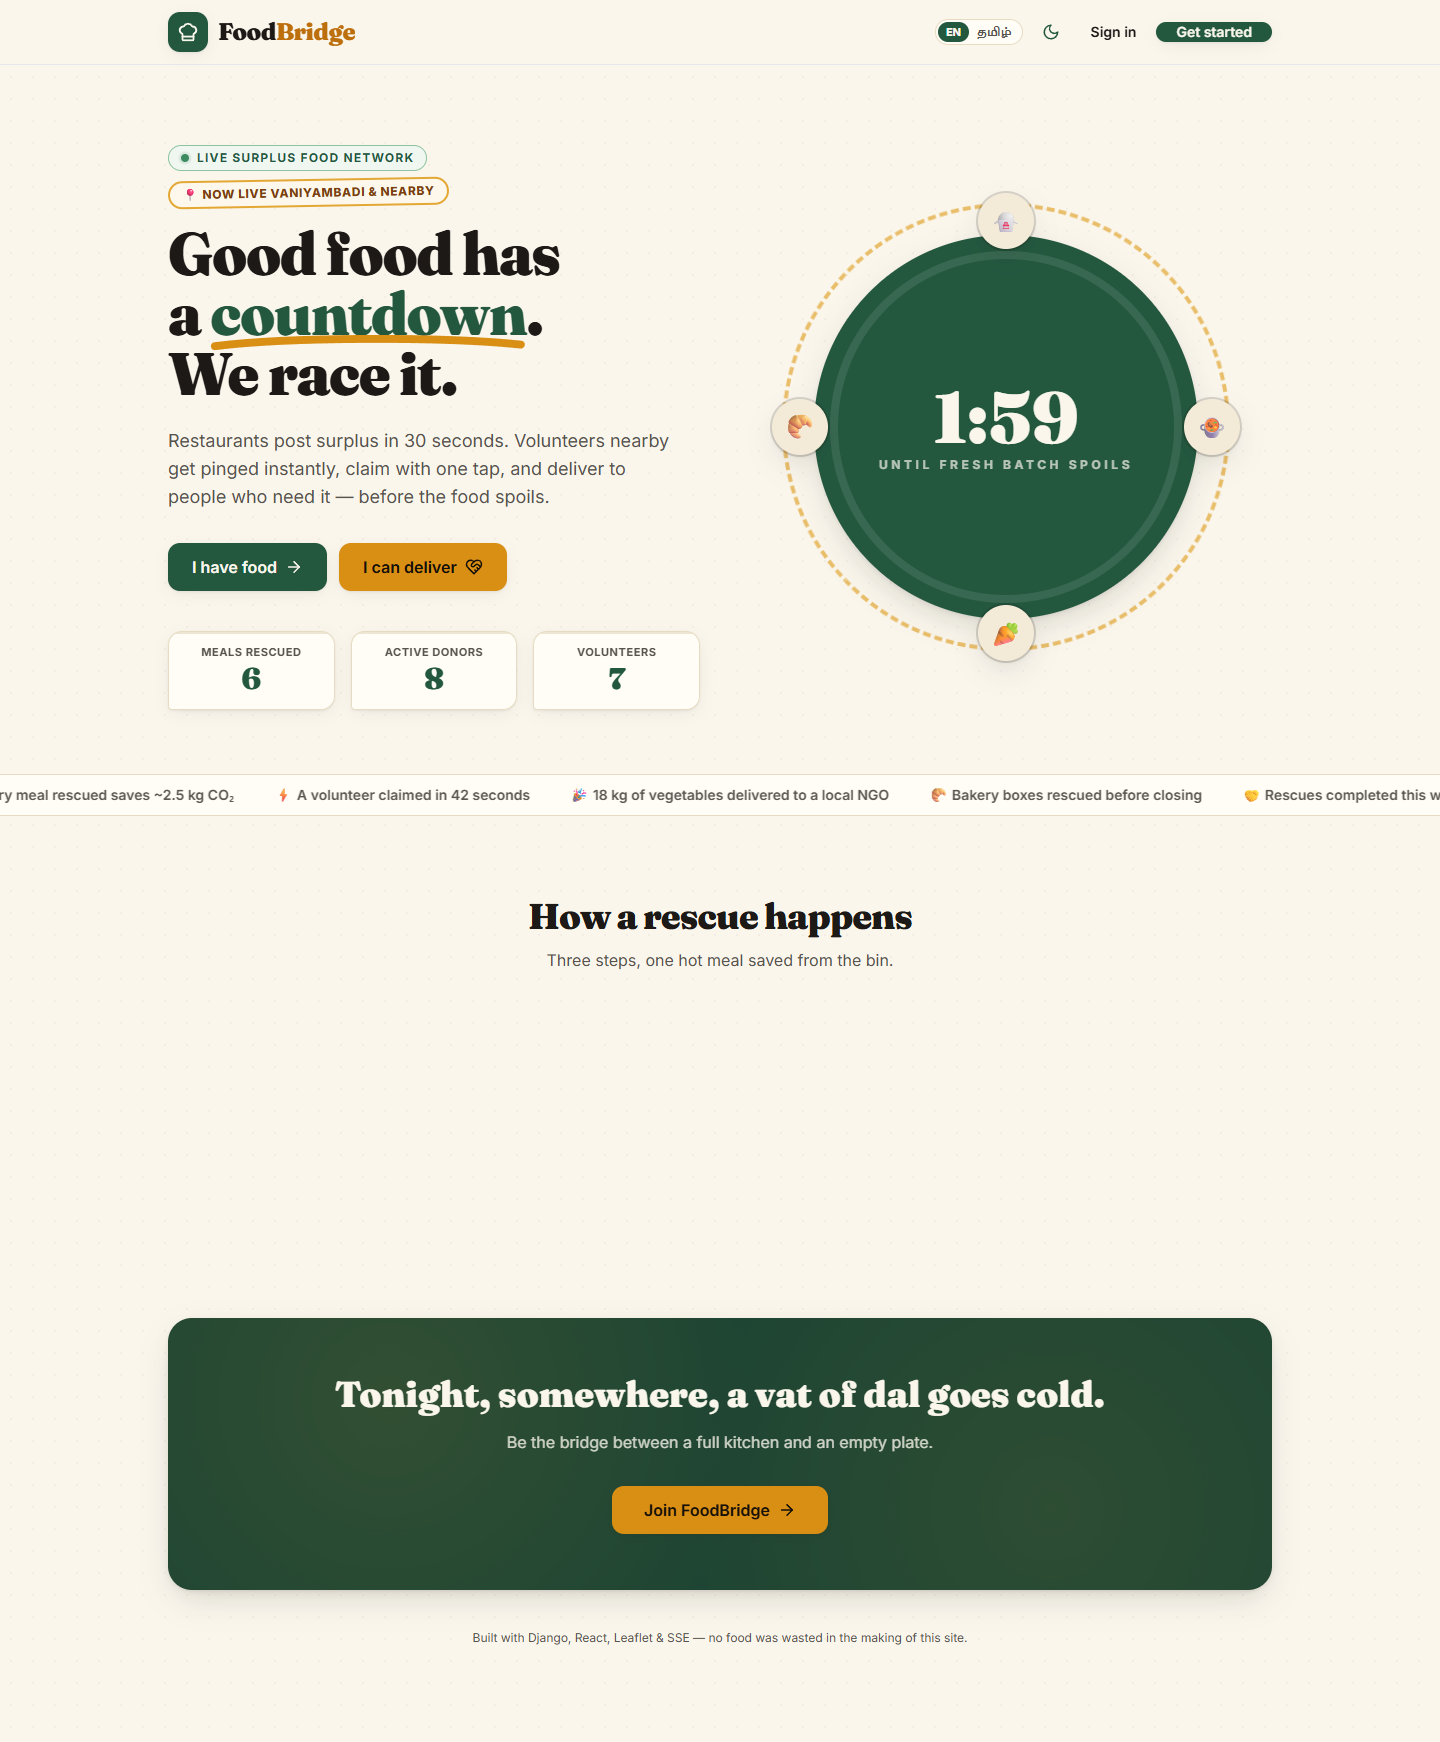 FoodBridge
EN தமிழ் Sign in Get started
LIVE SURPLUS FOOD NETWORK
NOW LIVE VANIYAMBADI & NEARBY
Good food has
a countdown.
We race it.
Restaurants post surplus in 30 seconds. Volunteers nearby
get pinged instantly, claim with one tap, and deliver to
people who need it — before the food spoils.
I have food →
I can deliver
MEALS RESCUED
6
ACTIVE DONORS
8
VOLUNTEERS
7
1:59
UNTIL FRESH BATCH SPOILS
ry meal rescued saves ~2.5 kg CO₂ A volunteer claimed in 42 seconds 18 kg of vegetables delivered to a local NGO Bakery boxes rescued before closing Rescues completed this w
How a rescue happens
Three steps, one hot meal saved from the bin.
Tonight, somewhere, a vat of dal goes cold.
Be the bridge between a full kitchen and an empty plate.
Join FoodBridge →
Built with Django, React, Leaflet & SSE — no food was wasted in the making of this site.